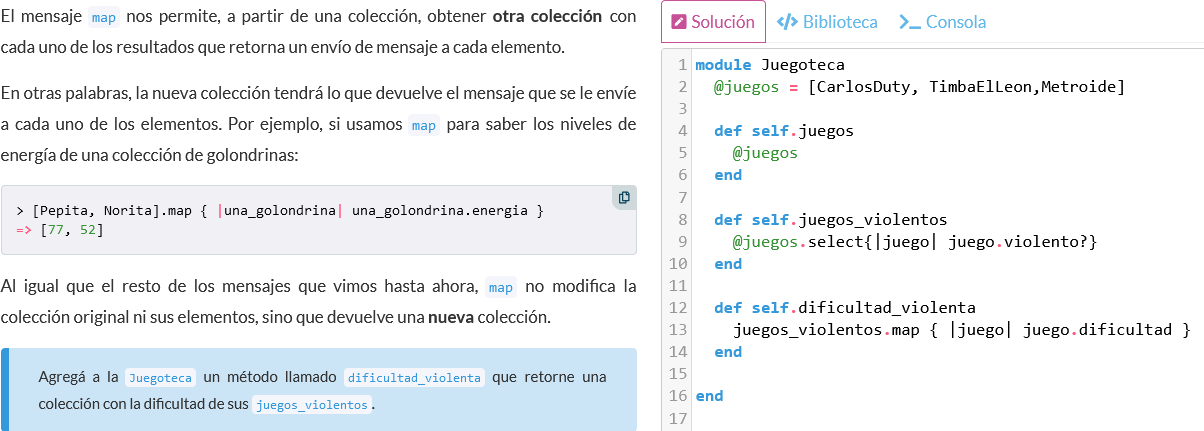 El mensaje map nos permite, a partir de una colección, obtener otra colección con
cada uno de los resultados que retorna un envío de mensaje a cada elemento.
En otras palabras, la nueva colección tendrá lo que devuelve el mensaje que se le envíe
a cada uno de los elementos. Por ejemplo, si usamos map para saber los niveles de
energía de una colección de golondrinas:
> [Pepita, Norita].map { |una_golondrina| una_golondrina.energia }
=> [77, 52]
Al igual que el resto de los mensajes que vimos hasta ahora, map no modifica la
colección original ni sus elementos, sino que devuelve una nueva colección.
Agregá a la Juegoteca un método llamado dificultad_violenta que retorne una
colección con la dificultad de sus juegos_violentos.
Solución </> Biblioteca >_ Consola
1 module Juegoteca
2   @juegos = [CarlosDuty, TimbaElLeon,Metroide]
3
4   def self.juegos
5     @juegos
6   end
7
8   def self.juegos_violentos
9     @juegos.select{|juego| juego.violento?}
10   end
11
12   def self.dificultad_violenta
13     juegos_violentos.map { |juego| juego.dificultad }
14   end
15
16 end
17